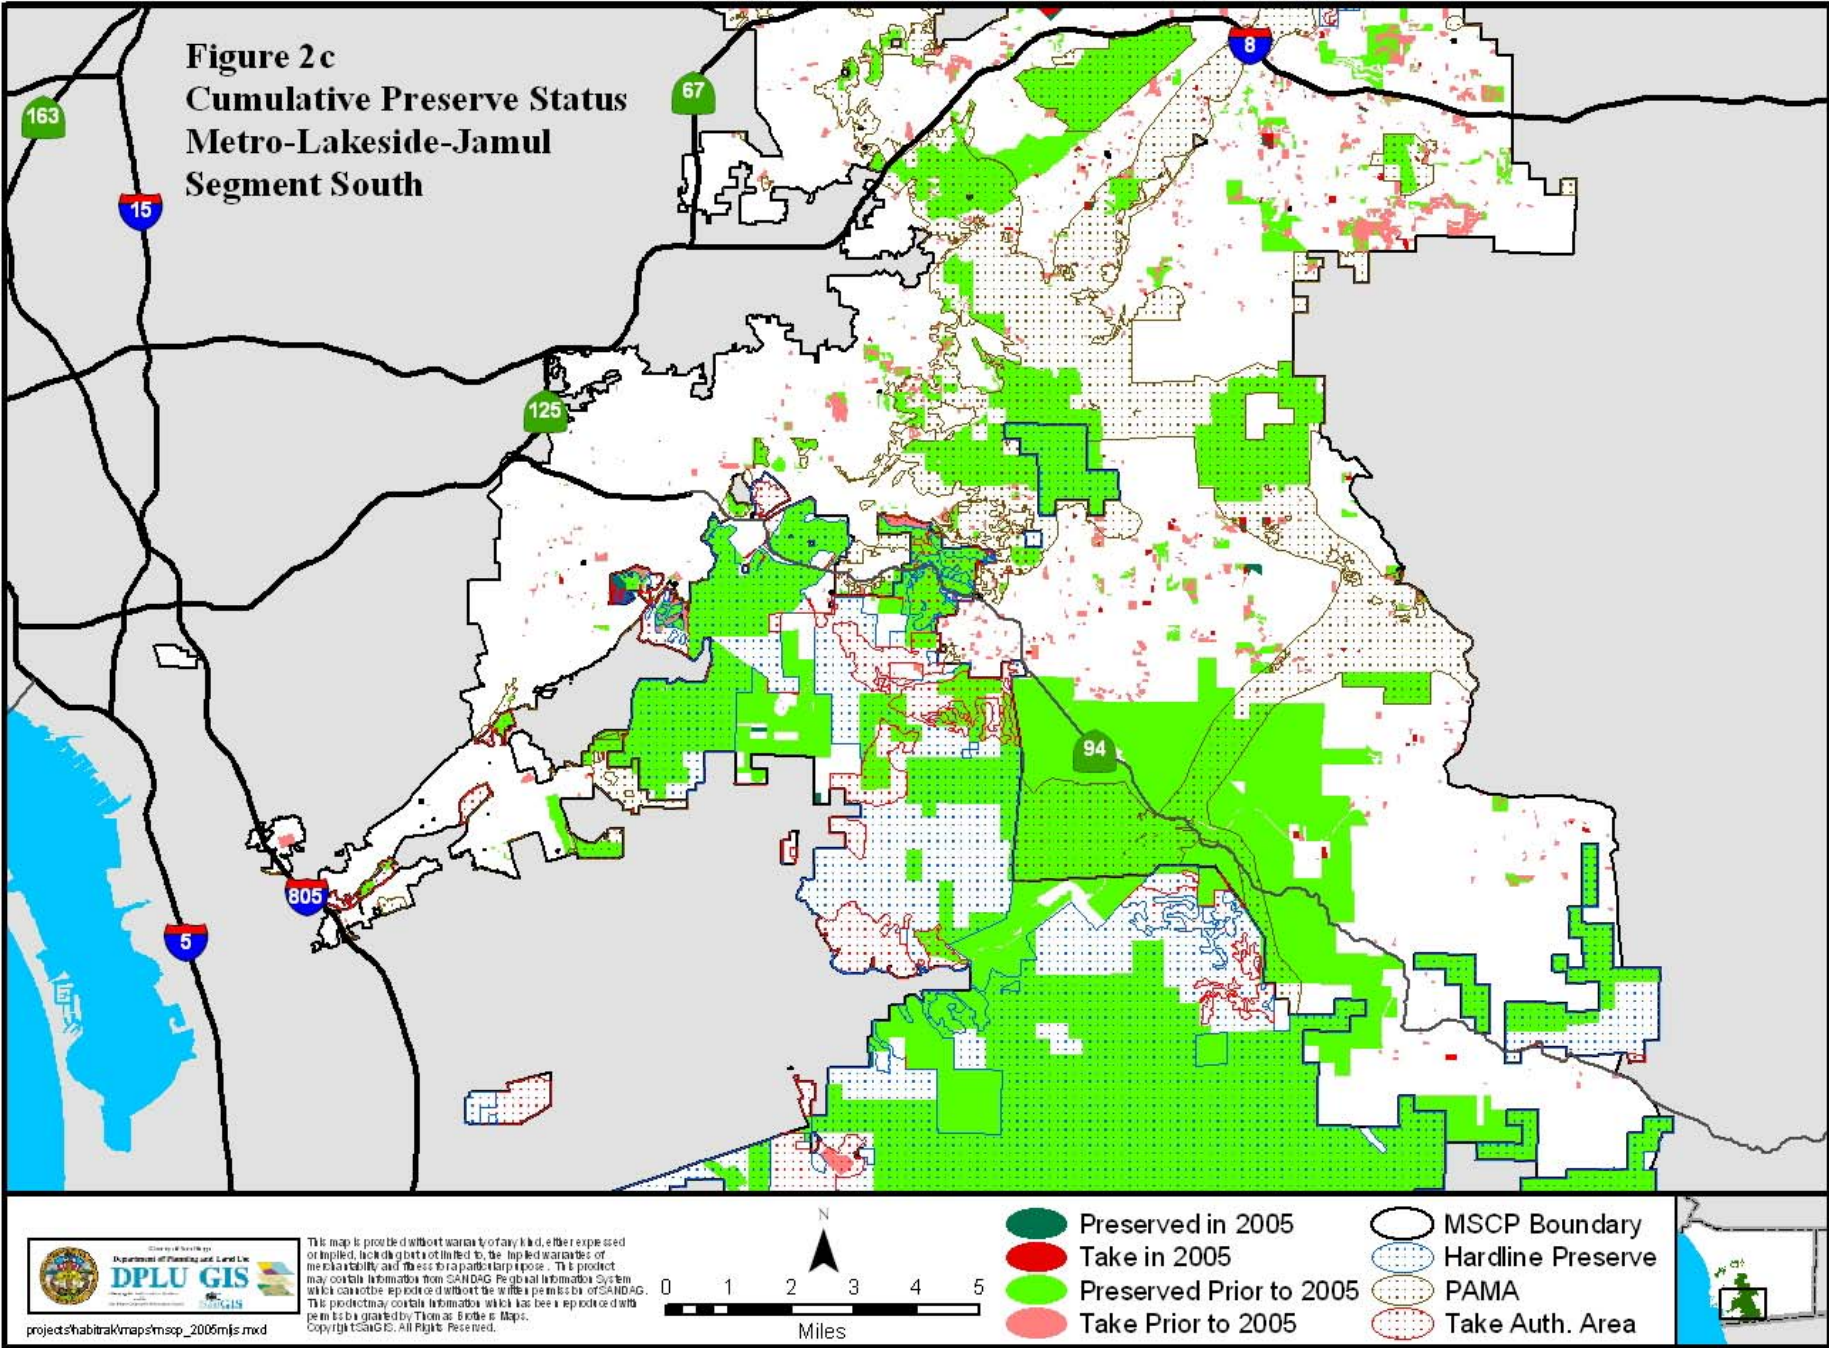 Figure 2c
Cumulative Preserve Status
Metro-Lakeside-Jamul
Segment South
163
15
67
8
125
94
805
5
County of San Diego
Department of Planning and Land Use
DPLU GIS
SanGIS
projects\habitrak\maps\mscp_2005mljs.mxd
This map is provided without warranty of any kind, either expressed
or implied, including but not limited to, the implied warranties of
merchantability and fitness for a particular purpose. This product
may contain information from SANDAG Regional Information System
which cannot be reproduced without the written permission of SANDAG.
This product may contain information which has been reproduced with
permission granted by Thomas Brothers Maps.
Copyright SanGIS. All Rights Reserved.
N
0 1 2 3 4 5
Miles
Preserved in 2005
Take in 2005
Preserved Prior to 2005
Take Prior to 2005
MSCP Boundary
Hardline Preserve
PAMA
Take Auth. Area